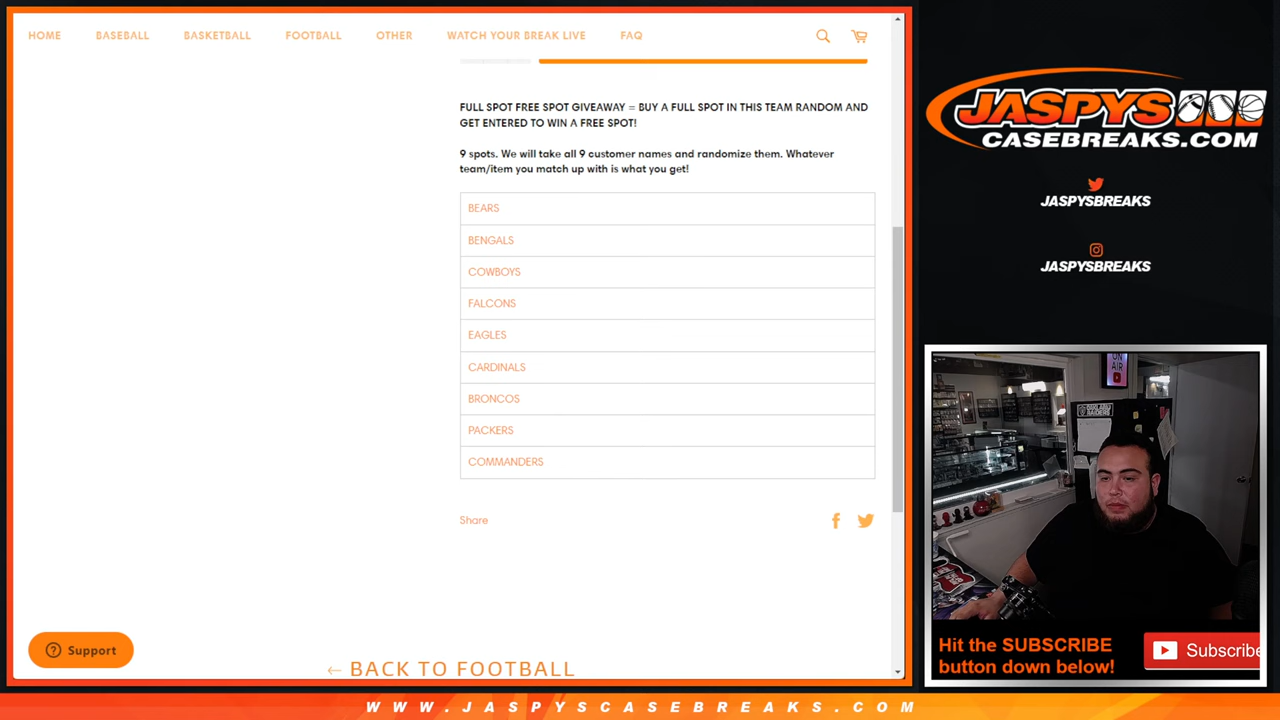 HOME BASEBALL BASKETBALL FOOTBALL OTHER WATCH YOUR BREAK LIVE FAQ
FULL SPOT FREE SPOT GIVEAWAY = BUY A FULL SPOT IN THIS TEAM RANDOM AND
GET ENTERED TO WIN A FREE SPOT!
9 spots. We will take all 9 customer names and randomize them. Whatever
team/item you match up with is what you get!
BEARS
BENGALS
COWBOYS
FALCONS
EAGLES
CARDINALS
BRONCOS
PACKERS
COMMANDERS
Share
Support
← BACK TO FOOTBALL
JASPYS
CASEBREAKS.COM
JASPYSBREAKS
JASPYSBREAKS
ON
AIR
OAKLAND
RAIDERS
Hit the SUBSCRIBE
button down below!
Subscribe
WWW.JASPYSCASEBREAKS.COM